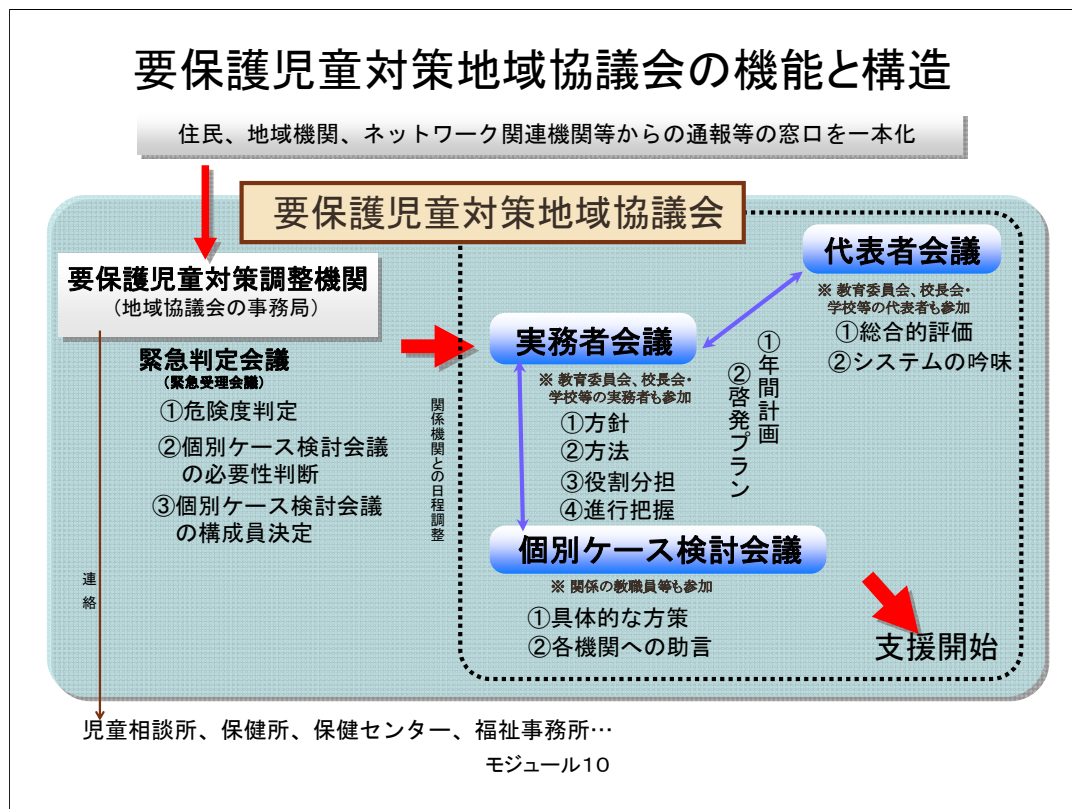 要保護児童対策地域協議会の機能と構造
住民、地域機関、ネットワーク関連機関等からの通報等の窓口を一本化
要保護児童対策地域協議会
要保護児童対策調整機関
（地域協議会の事務局）
緊急判定会議
（緊急受理会議）
①危険度判定
②個別ケース検討会議
の必要性判断
③個別ケース検討会議
の構成員決定
連絡
関係機関との日程調整
代表者会議
※ 教育委員会、校長会・
学校等の代表者も参加
①総合的評価
②システムの吟味
①年間計画
②啓発プラン
実務者会議
※ 教育委員会、校長会・
学校等の実務者も参加
①方針
②方法
③役割分担
④進行把握
個別ケース検討会議
※ 関係の教職員等も参加
①具体的な方策
②各機関への助言
支援開始
児童相談所、保健所、保健センター、福祉事務所…
モジュール１０